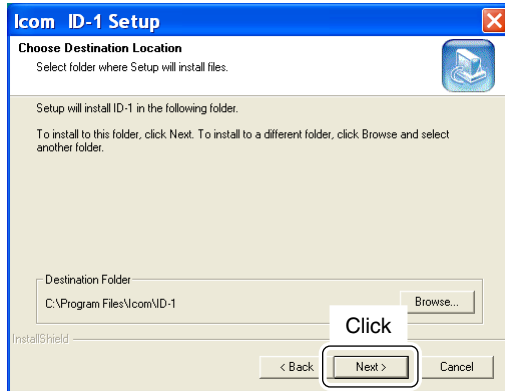 Icom ID-1 Setup
Choose Destination Location
Select folder where Setup will install files.
Setup will install ID-1 in the following folder.
To install to this folder, click Next. To install to a different folder, click Browse and select
another folder.
Destination Folder
C:\Program Files\Icom\ID-1
Browse...
Click
InstallShield
< Back
Next >
Cancel